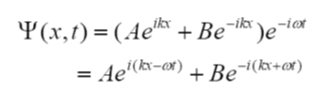 Ψ(x,t) = (Ae^{ikx} + Be^{-ikx})e^{-iωt}
= Ae^{i(kx-ωt)} + Be^{-i(kx+ωt)}